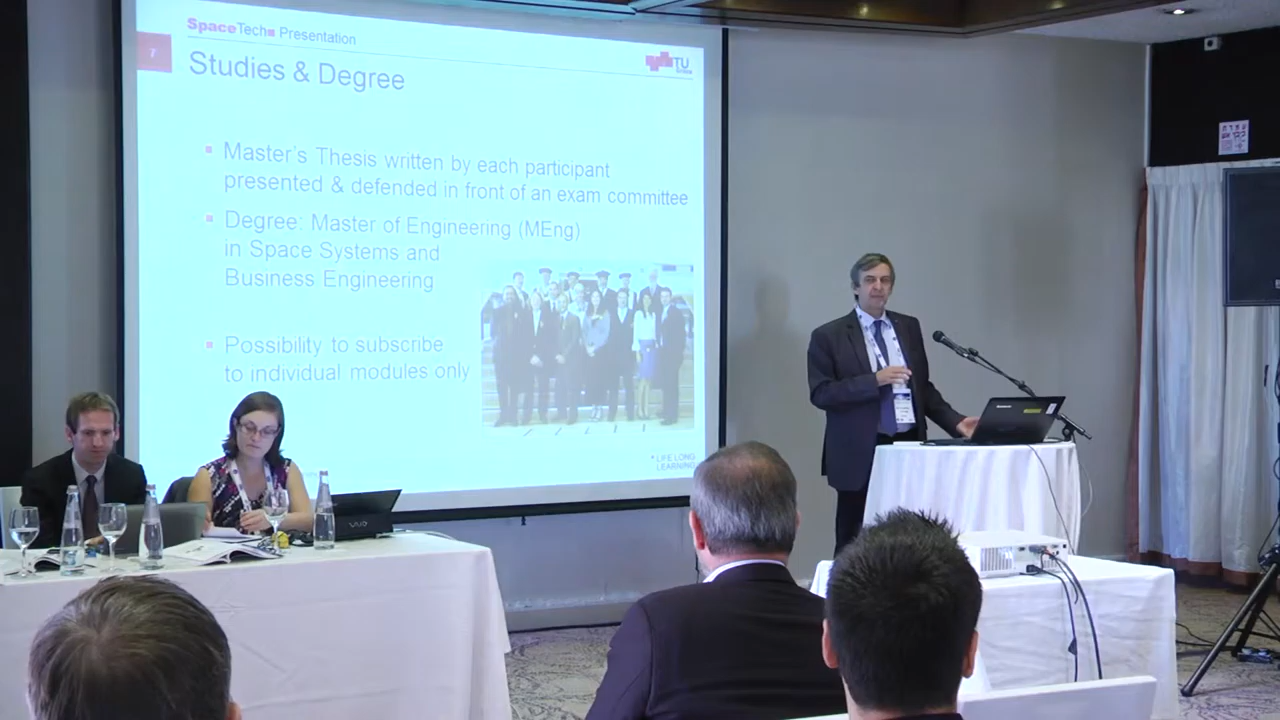 SpaceTech Presentation
7
TU
Studies & Degree
Master's Thesis written by each participant
presented & defended in front of an exam committee
Degree: Master of Engineering (MEng)
in Space Systems and
Business Engineering
Possibility to subscribe
to individual modules only
* LIFE LONG
LEARNING
VAIO